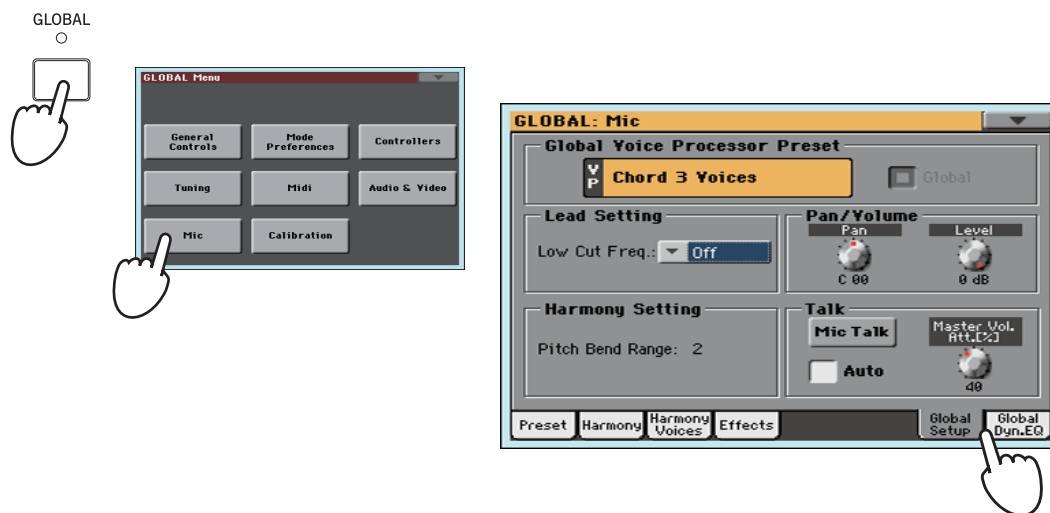 GLOBAL
GLOBAL Menu
General
Controls
Mode
Preferences
Controllers
Tuning
Midi
Audio & Video
Mic
Calibration
GLOBAL: Mic
Global Voice Processor Preset
VP
Chord 3 Voices
Global
Lead Setting
Low Cut Freq.:
Off
Pan/Volume
Pan
Level
C 00
0 dB
Harmony Setting
Pitch Bend Range: 2
Talk
Mic Talk
Master Vol.
Att.[%]
Auto
40
Preset
Harmony
Harmony
Voices
Effects
Global
Setup
Global
Dyn.EQ